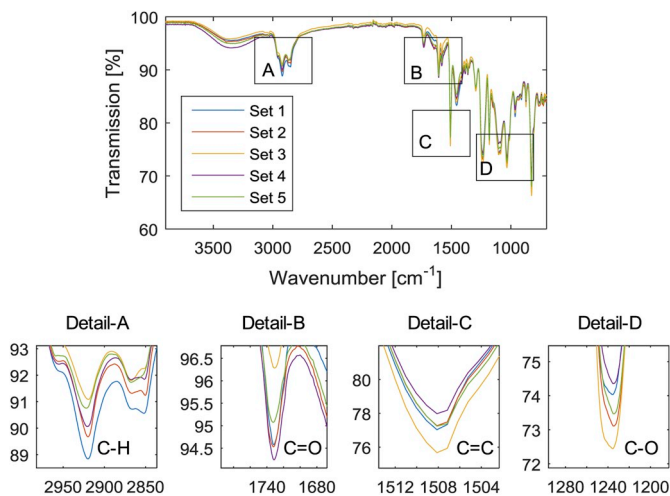 100
90
80
70
60
Transmission [%]
A
B
C
D
Set 1
Set 2
Set 3
Set 4
Set 5
3500 3000 2500 2000 1500 1000
Wavenumber [cm-1]
Detail-A Detail-B Detail-C Detail-D
93
92
91
90
89
C-H
2950 2900 2850
96.5
96
95.5
95
94.5
C=O
1740 1680
80
78
76
C=C
1512 1508 1504
75
74
73
72
C-O
1280 1240 1200